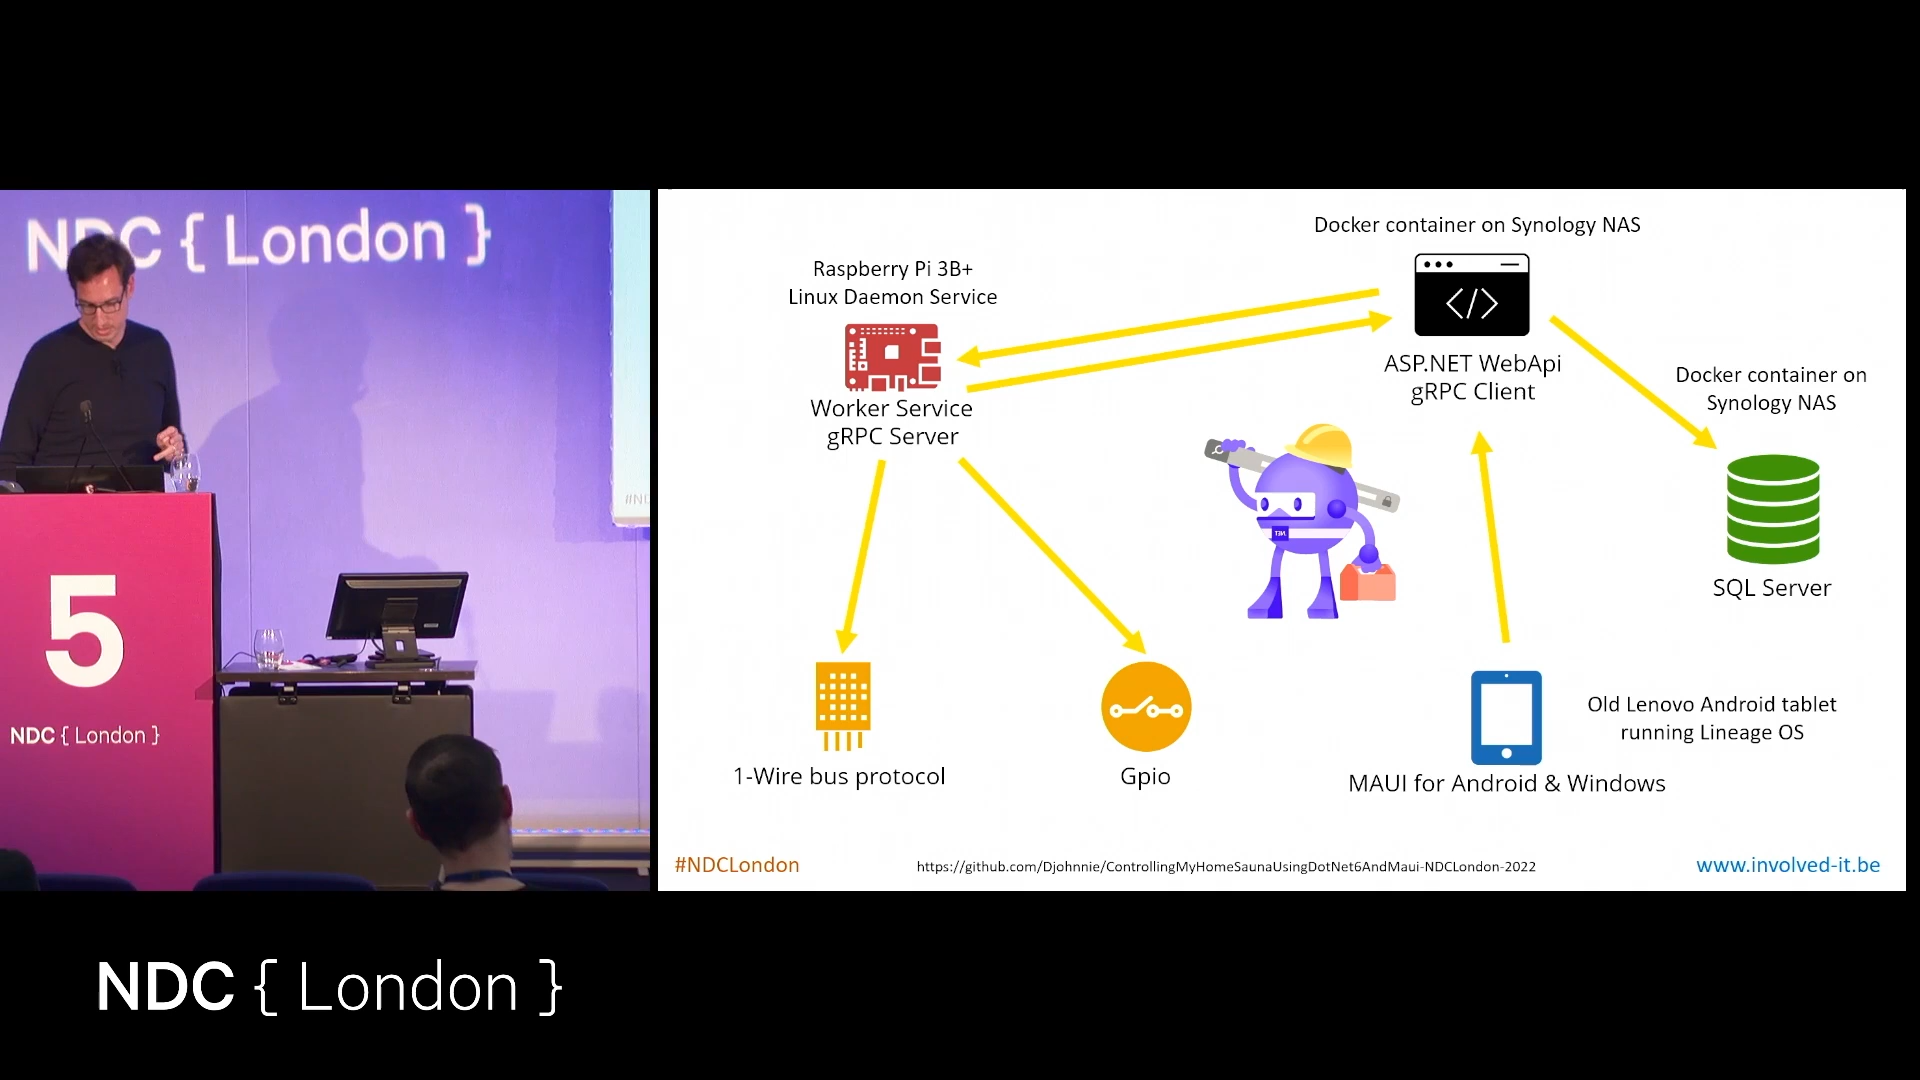 NDC { London }
#ND
5
NDC { London }
Docker container on Synology NAS
Raspberry Pi 3B+
Linux Daemon Service
ASP.NET WebApi
gRPC Client
Docker container on
Synology NAS
Worker Service
gRPC Server
.NET
SQL Server
Old Lenovo Android tablet
running Lineage OS
1-Wire bus protocol
Gpio
MAUI for Android & Windows
#NDCLondon
https://github.com/Djohnnie/ControllingMyHomeSaunaUsingDotNet6AndMaui-NDCLondon-2022
www.involved-it.be
NDC { London }